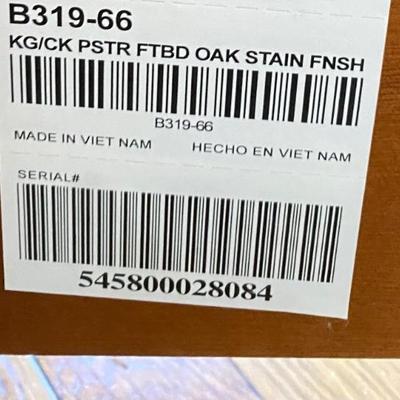 B319-66
KG/CK PSTR FTBD OAK STAIN FNSH
B319-66
MADE IN VIET NAM HECHO EN VIET NAM
SERIAL#
545800028084